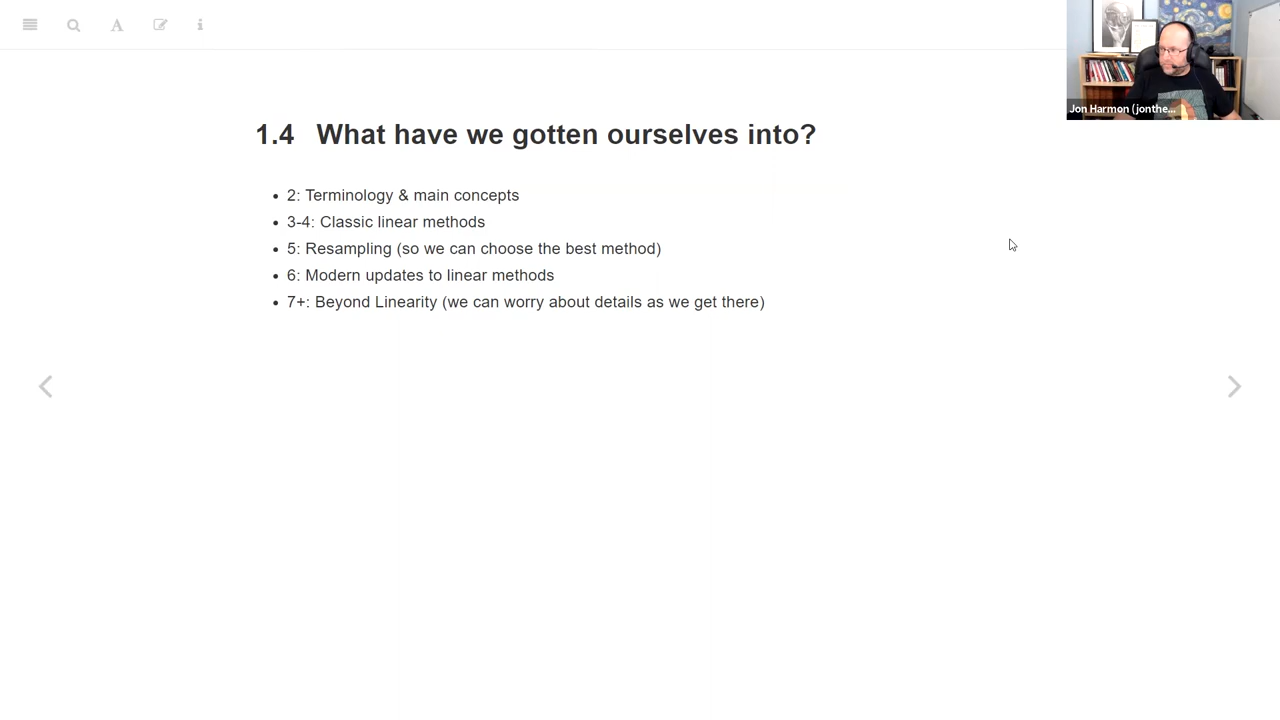 Jon Harmon (jonthe...
1.4 What have we gotten ourselves into?
2: Terminology & main concepts
3-4: Classic linear methods
5: Resampling (so we can choose the best method)
6: Modern updates to linear methods
7+: Beyond Linearity (we can worry about details as we get there)